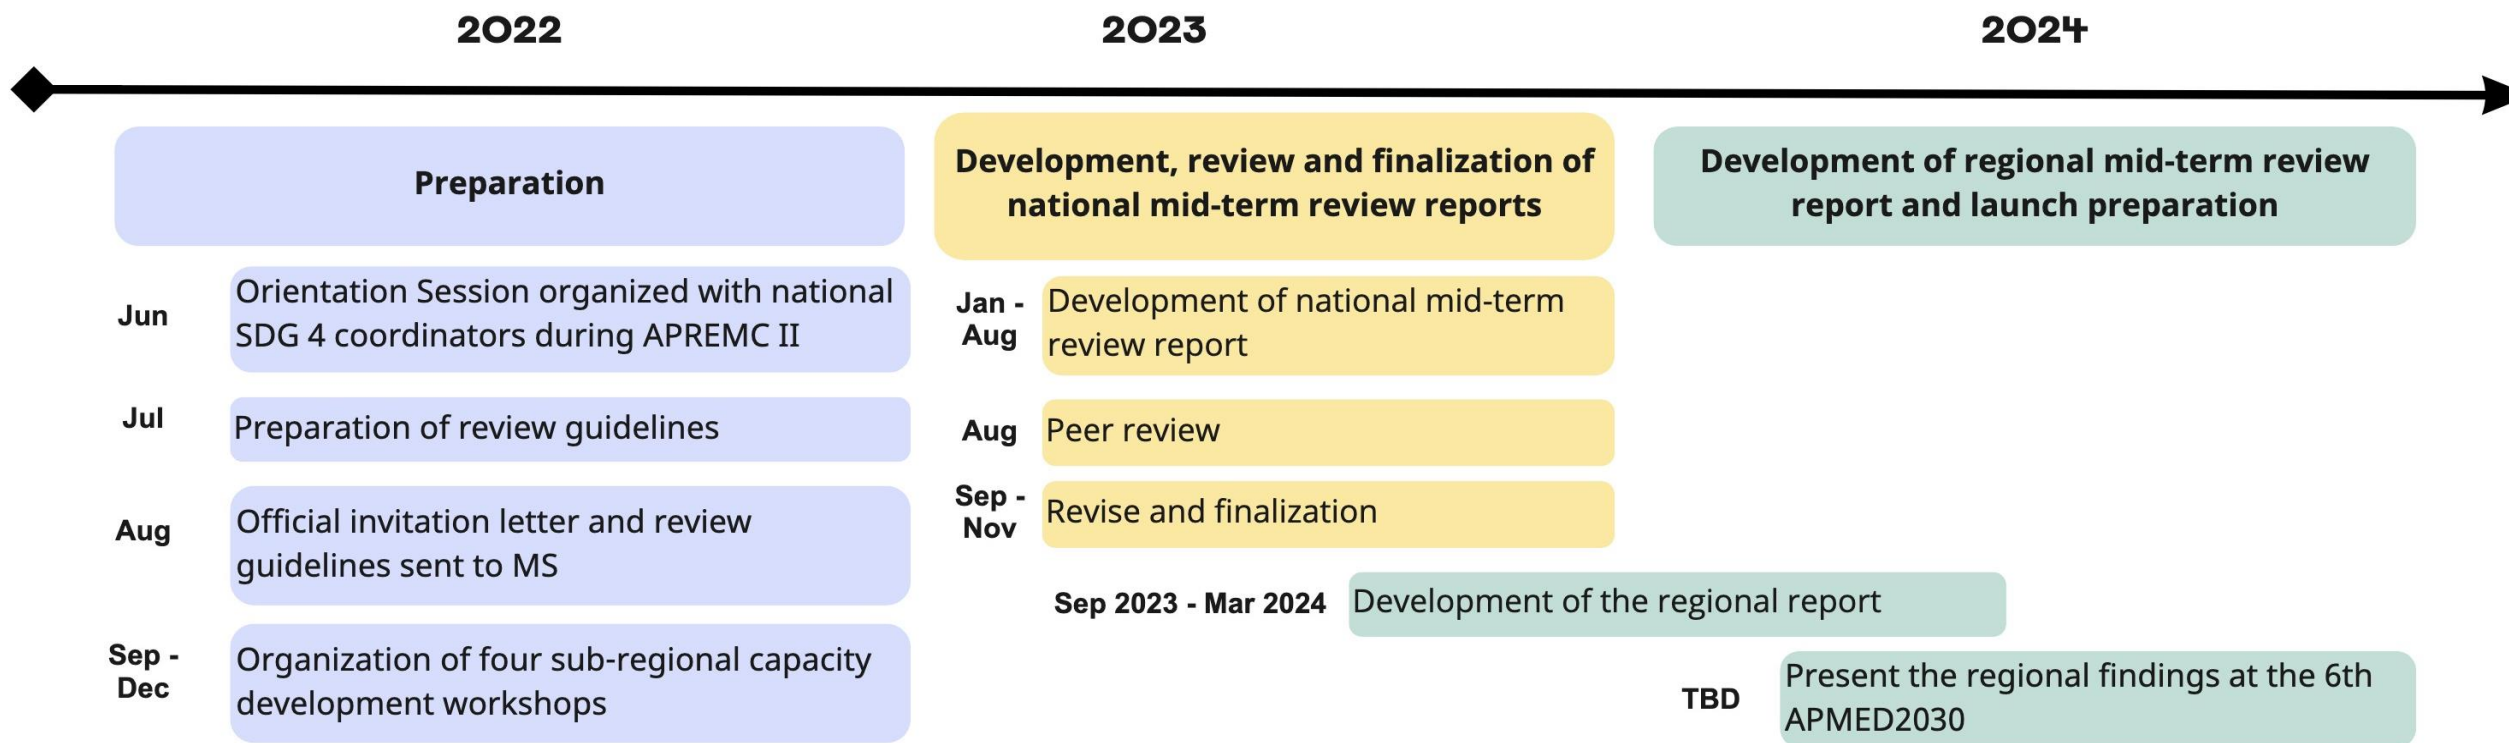 2022
2023
2024
Preparation
Development, review and finalization of
national mid-term review reports
Development of regional mid-term review
report and launch preparation
Jun
Orientation Session organized with national
SDG 4 coordinators during APREMC II
Jul
Preparation of review guidelines
Aug
Official invitation letter and review
guidelines sent to MS
Sep -
Dec
Organization of four sub-regional capacity
development workshops
Jan -
Aug
Development of national mid-term
review report
Aug
Peer review
Sep -
Nov
Revise and finalization
Sep 2023 - Mar 2024
Development of the regional report
TBD
Present the regional findings at the 6th
APMED2030